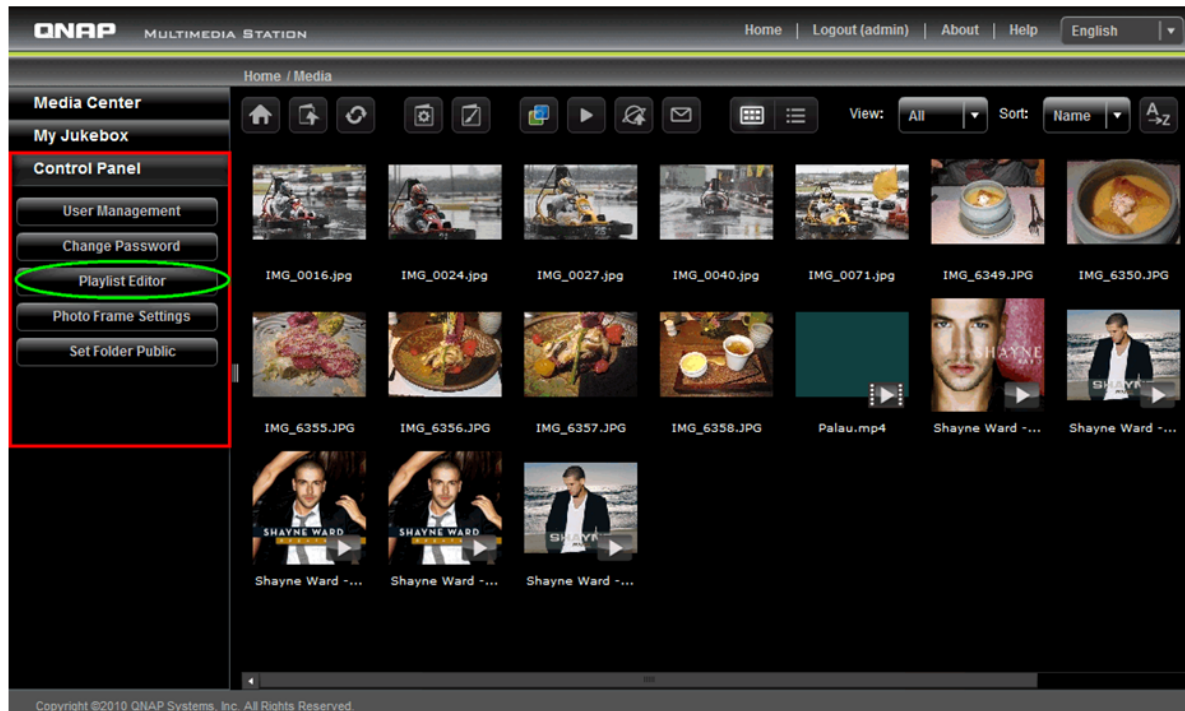 QNAP MULTIMEDIA STATION
Home | Logout (admin) | About | Help English
Home / Media
Media Center
My Jukebox
Control Panel
User Management
Change Password
Playlist Editor
Photo Frame Settings
Set Folder Public
View: All Sort: Name A→Z
IMG_0016.jpg IMG_0024.jpg IMG_0027.jpg IMG_0040.jpg IMG_0071.jpg IMG_6349.JPG IMG_6350.JPG
SHAYNE
IMG_6355.JPG IMG_6356.JPG IMG_6357.JPG IMG_6358.JPG Palau.mp4 Shayne Ward -... Shayne Ward -...
SHAYNE WARD SHAYNE WARD
Shayne Ward -... Shayne Ward -... Shayne Ward -...
Copyright ©2010 QNAP Systems, Inc. All Rights Reserved.